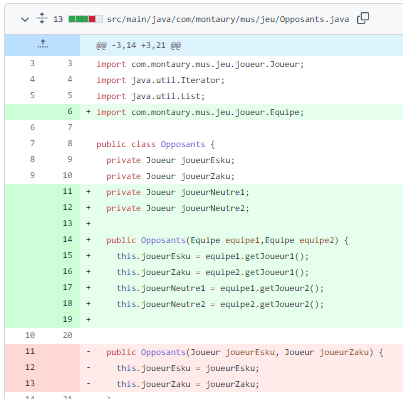 13 src/main/java/com/montaury/mus/jeu/Opposants.java
@@ -3,14 +3,21 @@
3 3 import com.montaury.mus.jeu.joueur.Joueur;
4 4 import java.util.Iterator;
5 5 import java.util.List;
6 + import com.montaury.mus.jeu.joueur.Equipe;
6 7
7 8 public class Opposants {
8 9 private Joueur joueurEsku;
9 10 private Joueur joueurZaku;
11 + private Joueur joueurNeutre1;
12 + private Joueur joueurNeutre2;
13 +
14 + public Opposants(Equipe equipe1,Equipe equipe2) {
15 + this.joueurEsku = equipe1.getJoueur1();
16 + this.joueurZaku = equipe2.getJoueur1();
17 + this.joueurNeutre1 = equipe1.getJoueur2();
18 + this.joueurNeutre2 = equipe2.getJoueur2();
19 +
10 20
11 - public Opposants(Joueur joueurEsku, Joueur joueurZaku) {
12 - this.joueurEsku = joueurEsku;
13 - this.joueurZaku = joueurZaku;